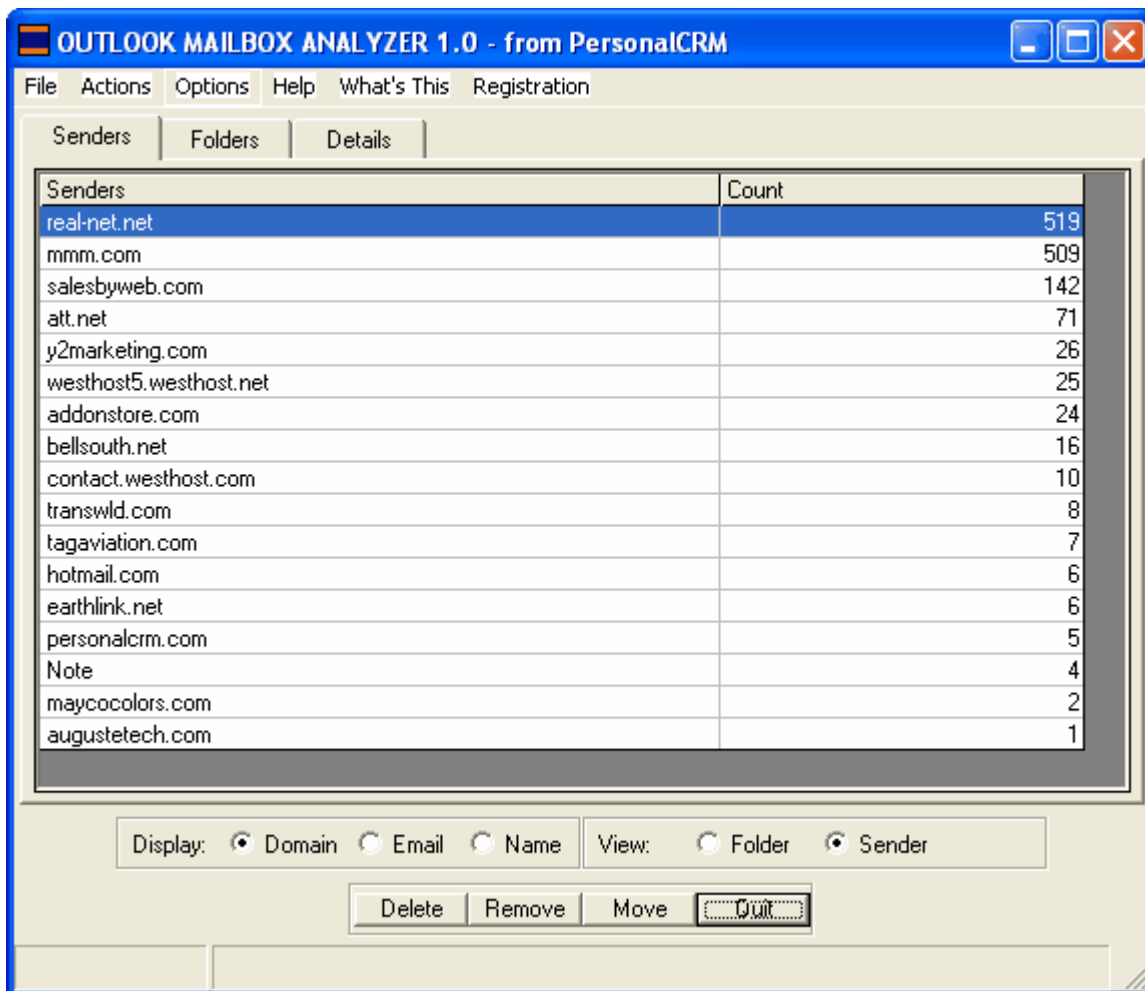 OUTLOOK MAILBOX ANALYZER 1.0 - from PersonalCRM
File Actions Options Help What's This Registration
Senders Folders Details
Senders Count
real-net.net 519
mmm.com 509
salesbyweb.com 142
att.net 71
y2marketing.com 26
westhost5.westhost.net 25
addonstore.com 24
bellsouth.net 16
contact.westhost.com 10
transwld.com 8
tagaviation.com 7
hotmail.com 6
earthlink.net 6
personalcrm.com 5
Note 4
maycocolors.com 2
augustetech.com 1
Display: Domain Email Name View: Folder Sender
Delete Remove Move Quit